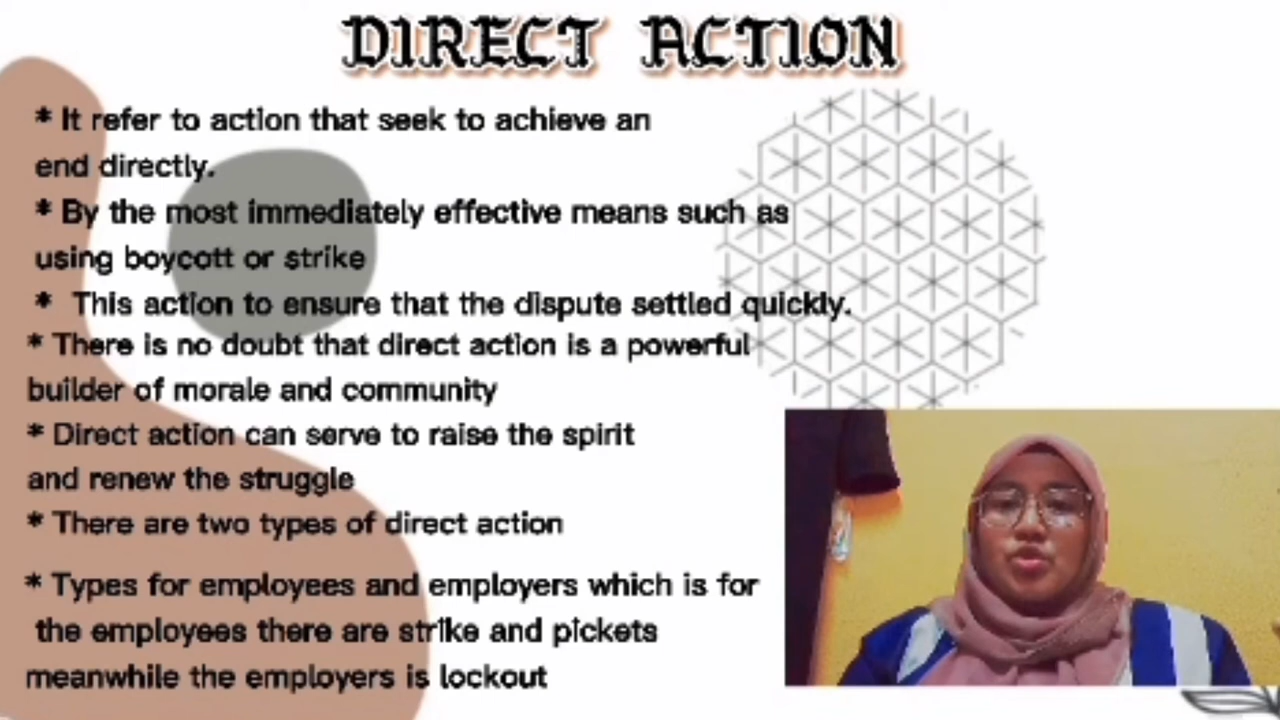 DIRECT ACTION
* It refer to action that seek to achieve an
end directly.
* By the most immediately effective means such as
using boycott or strike
* This action to ensure that the dispute settled quickly.
* There is no doubt that direct action is a powerful
builder of morale and community
* Direct action can serve to raise the spirit
and renew the struggle
* There are two types of direct action
* Types for employees and employers which is for
the employees there are strike and pickets
meanwhile the employers is lockout